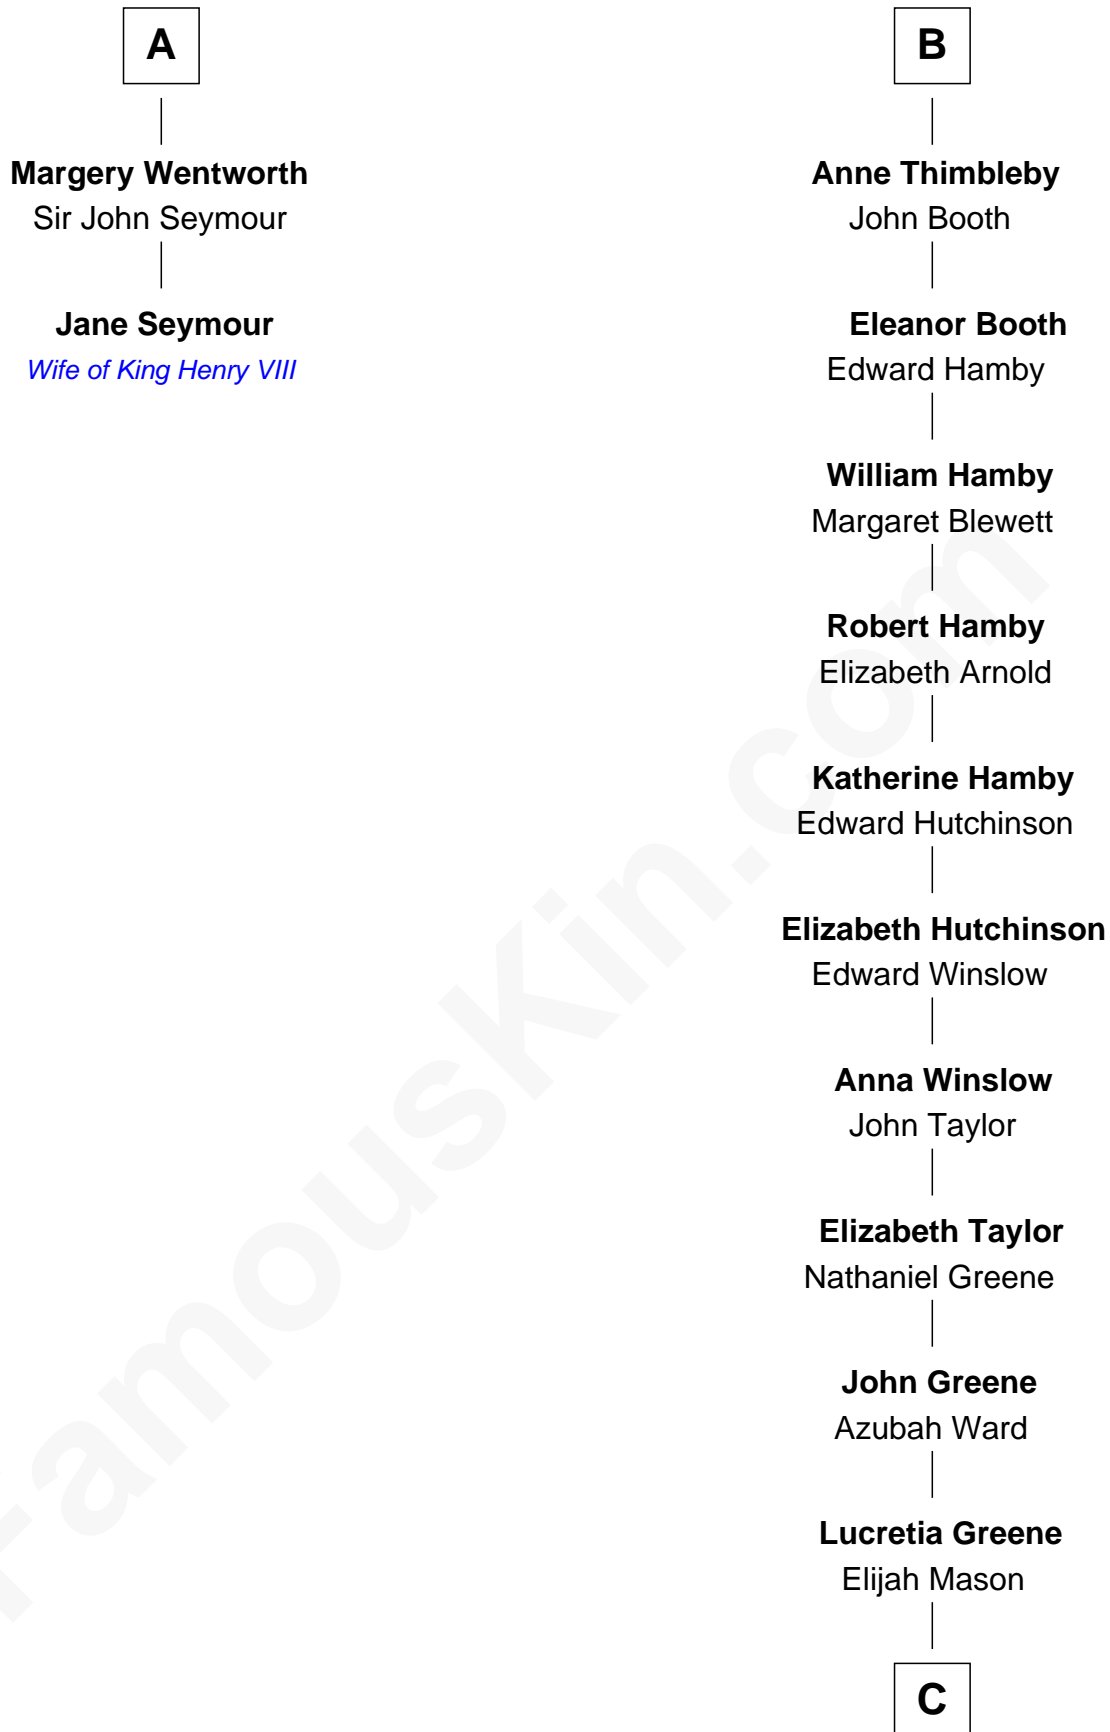 A
Margery Wentworth
Sir John Seymour
Jane Seymour
Wife of King Henry VIII
B
Anne Thimbleby
John Booth
Eleanor Booth
Edward Hamby
William Hamby
Margaret Blewett
Robert Hamby
Elizabeth Arnold
Katherine Hamby
Edward Hutchinson
Elizabeth Hutchinson
Edward Winslow
Anna Winslow
John Taylor
Elizabeth Taylor
Nathaniel Greene
John Greene
Azubah Ward
Lucretia Greene
Elijah Mason
C
FamousKin.com